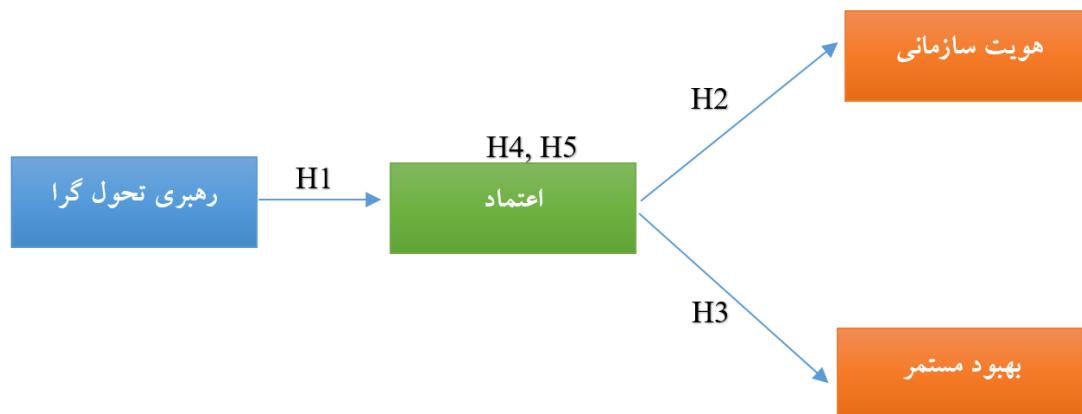 هویت سازمانی
H2
H4, H5
رهبری تحول گرا
H1
اعتماد
H3
بهبود مستمر